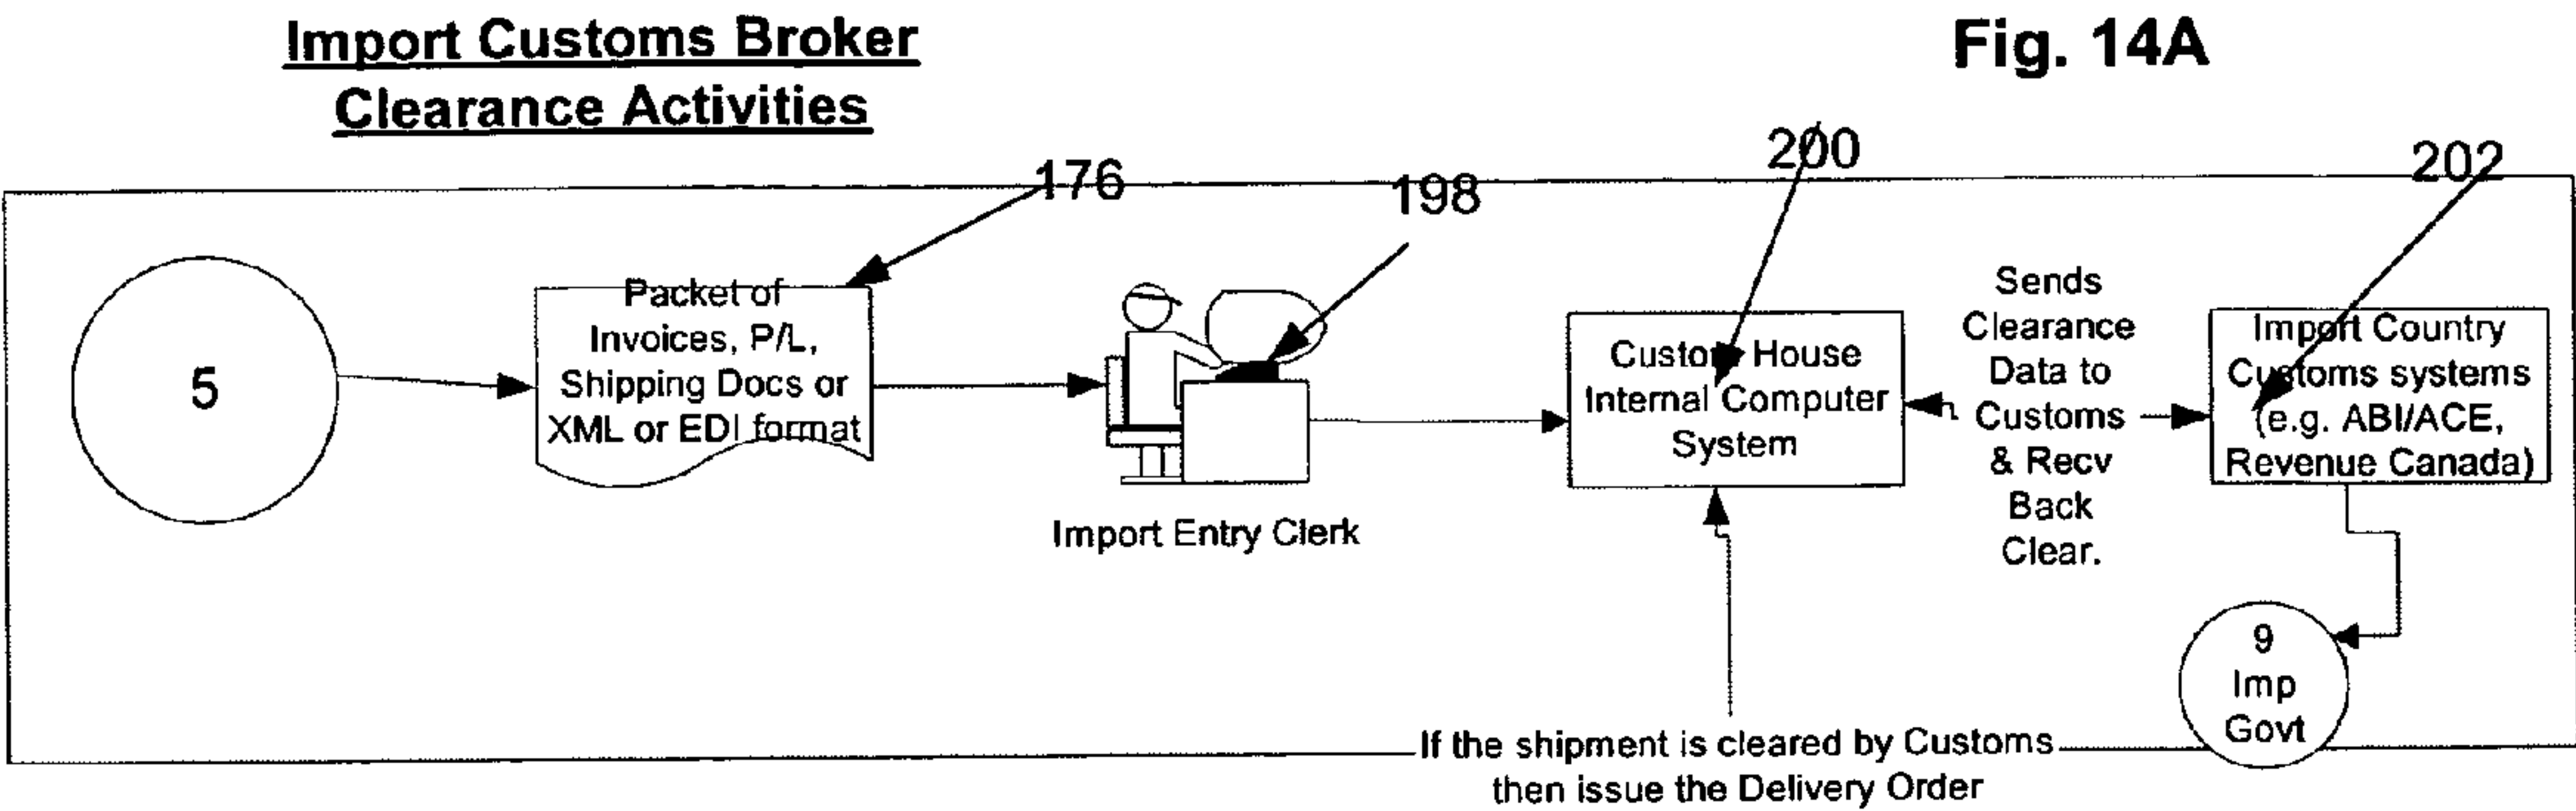 Import Customs Broker
Clearance Activities
Fig. 14A
176
198
200
202
5
Packet of
Invoices, P/L,
Shipping Docs or
XML or EDI format
Import Entry Clerk
Custom House
Internal Computer
System
Sends
Clearance
Data to
Customs
& Recv
Back
Clear.
Import Country
Customs systems
(e.g. ABI/ACE,
Revenue Canada)
9
Imp
Govt
If the shipment is cleared by Customs
then issue the Delivery Order